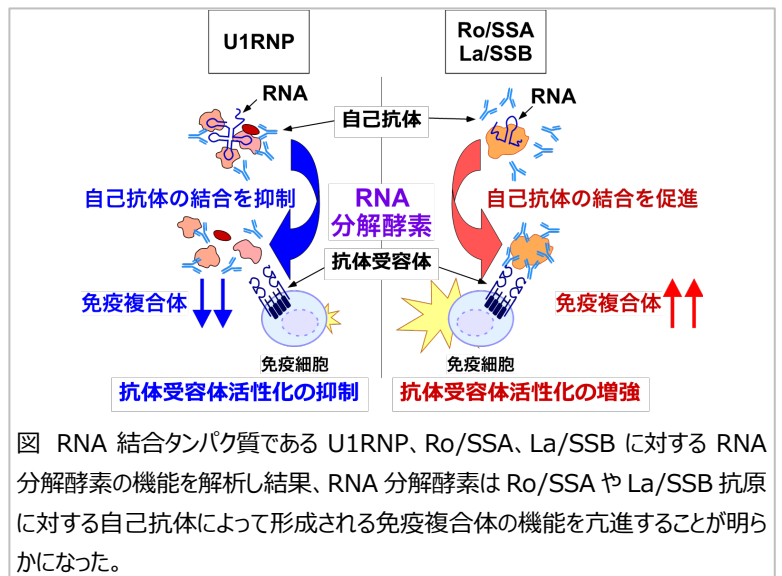 U1RNP
Ro/SSA
La/SSB
RNA
RNA
自己抗体
自己抗体の結合を抑制
RNA
分解酵素
自己抗体の結合を促進
抗体受容体
免疫複合体
免疫複合体
免疫細胞
免疫細胞
抗体受容体活性化の抑制
抗体受容体活性化の増強
図 RNA 結合タンパク質である U1RNP、Ro/SSA、La/SSB に対する RNA
分解酵素の機能を解析し結果、RNA 分解酵素は Ro/SSA や La/SSB 抗原
に対する自己抗体によって形成される免疫複合体の機能を亢進することが明ら
かになった。